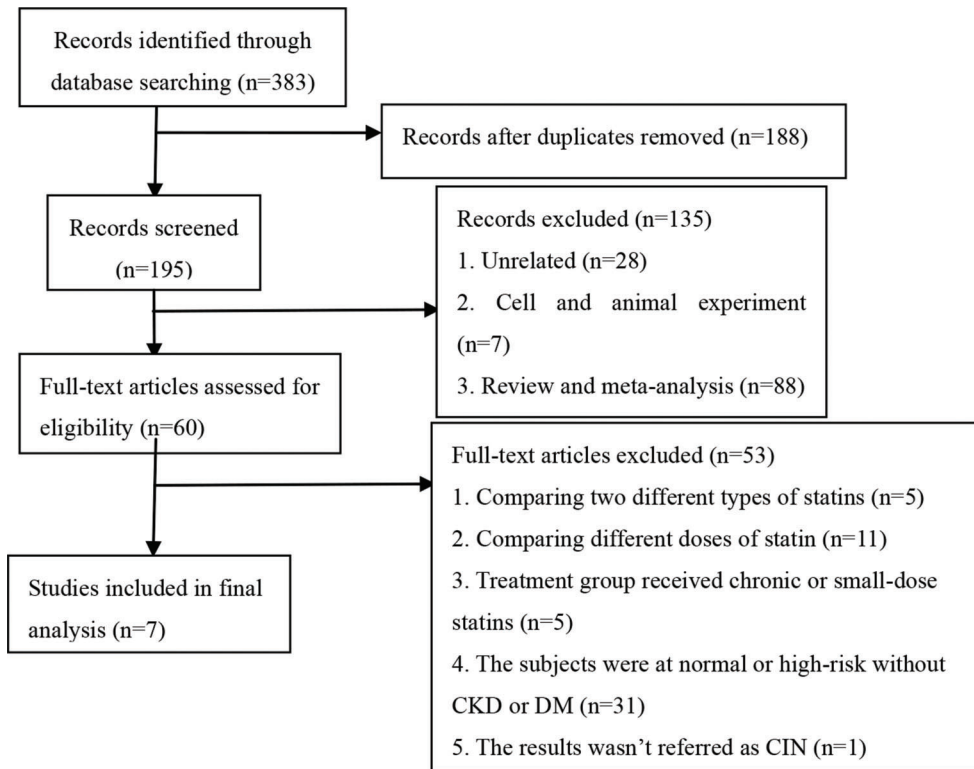 Records identified through
database searching (n=383)
Records after duplicates removed (n=188)
Records screened
(n=195)
Records excluded (n=135)
1. Unrelated (n=28)
2. Cell and animal experiment
(n=7)
3. Review and meta-analysis (n=88)
Full-text articles assessed for
eligibility (n=60)
Full-text articles excluded (n=53)
1. Comparing two different types of statins (n=5)
2. Comparing different doses of statin (n=11)
3. Treatment group received chronic or small-dose
statins (n=5)
4. The subjects were at normal or high-risk without
CKD or DM (n=31)
5. The results wasn’t referred as CIN (n=1)
Studies included in final
analysis (n=7)